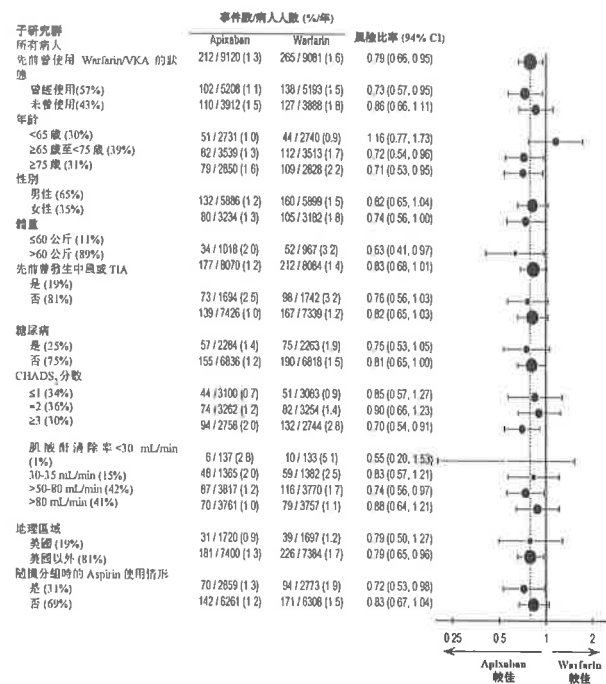 事件數/病人人數 (%/年)
子研究群 Apixaban Warfarin 風險比率 (94% CI)
所有病人 212/9120 (1.3) 265/9081 (1.6) 0.79 (0.66, 0.95)
先前曾使用 Warfarin/VKA 的狀
態
曾經使用(57%) 102/5208 (1.1) 138/5193 (1.5) 0.73 (0.57, 0.95)
未曾使用(43%) 110/3912 (1.5) 127/3888 (1.8) 0.86 (0.66, 1.11)
年齡
<65 歲 (30%) 51/2731 (1.0) 44/2740 (0.9) 1.16 (0.77, 1.73)
≥65 歲至<75 歲 (39%) 82/3539 (1.3) 112/3513 (1.7) 0.72 (0.54, 0.96)
≥75 歲 (31%) 79/2850 (1.6) 109/2828 (2.2) 0.71 (0.53, 0.95)
性別
男性 (65%) 132/5886 (1.2) 160/5899 (1.5) 0.82 (0.65, 1.04)
女性 (35%) 80/3234 (1.3) 105/3182 (1.8) 0.74 (0.56, 1.00)
體重
≤60 公斤 (11%) 34/1018 (2.0) 52/967 (3.2) 0.63 (0.41, 0.97)
>60 公斤 (89%) 177/8070 (1.2) 212/8084 (1.4) 0.83 (0.68, 1.01)
先前曾發生中風或 TIA
是 (19%) 73/1694 (2.5) 98/1742 (3.2) 0.76 (0.56, 1.03)
否 (81%) 139/7426 (1.0) 167/7339 (1.2) 0.82 (0.65, 1.03)
糖尿病
是 (25%) 57/2284 (1.4) 75/2263 (1.9) 0.75 (0.53, 1.05)
否 (75%) 155/6836 (1.2) 190/6818 (1.5) 0.81 (0.65, 1.00)
CHADS₂分數
≤1 (34%) 44/3100 (0.7) 51/3083 (0.9) 0.85 (0.57, 1.27)
=2 (36%) 74/3262 (1.2) 82/3254 (1.4) 0.90 (0.66, 1.23)
≥3 (30%) 94/2758 (2.0) 132/2744 (2.8) 0.70 (0.54, 0.91)
肌酸酐清除率<30 mL/min
(1%) 6/137 (2.8) 10/133 (5.1) 0.55 (0.20, 1.53)
30-35 mL/min (15%) 48/1365 (2.0) 59/1382 (2.5) 0.83 (0.57, 1.21)
>50-80 mL/min (42%) 87/3817 (1.2) 116/3770 (1.7) 0.74 (0.56, 0.97)
>80 mL/min (41%) 70/3761 (1.0) 79/3757 (1.1) 0.88 (0.64, 1.21)
地理區域
美國 (19%) 31/1720 (0.9) 39/1697 (1.2) 0.79 (0.50, 1.27)
美國以外 (81%) 181/7400 (1.3) 226/7384 (1.7) 0.79 (0.65, 0.96)
隨機分組時的 Aspirin 使用情形
是 (31%) 70/2859 (1.3) 94/2773 (1.9) 0.72 (0.53, 0.98)
否 (69%) 142/6261 (1.2) 171/6308 (1.5) 0.83 (0.67, 1.04)
0.25 0.5 1 2
Apixaban Warfarin
較佳 較佳